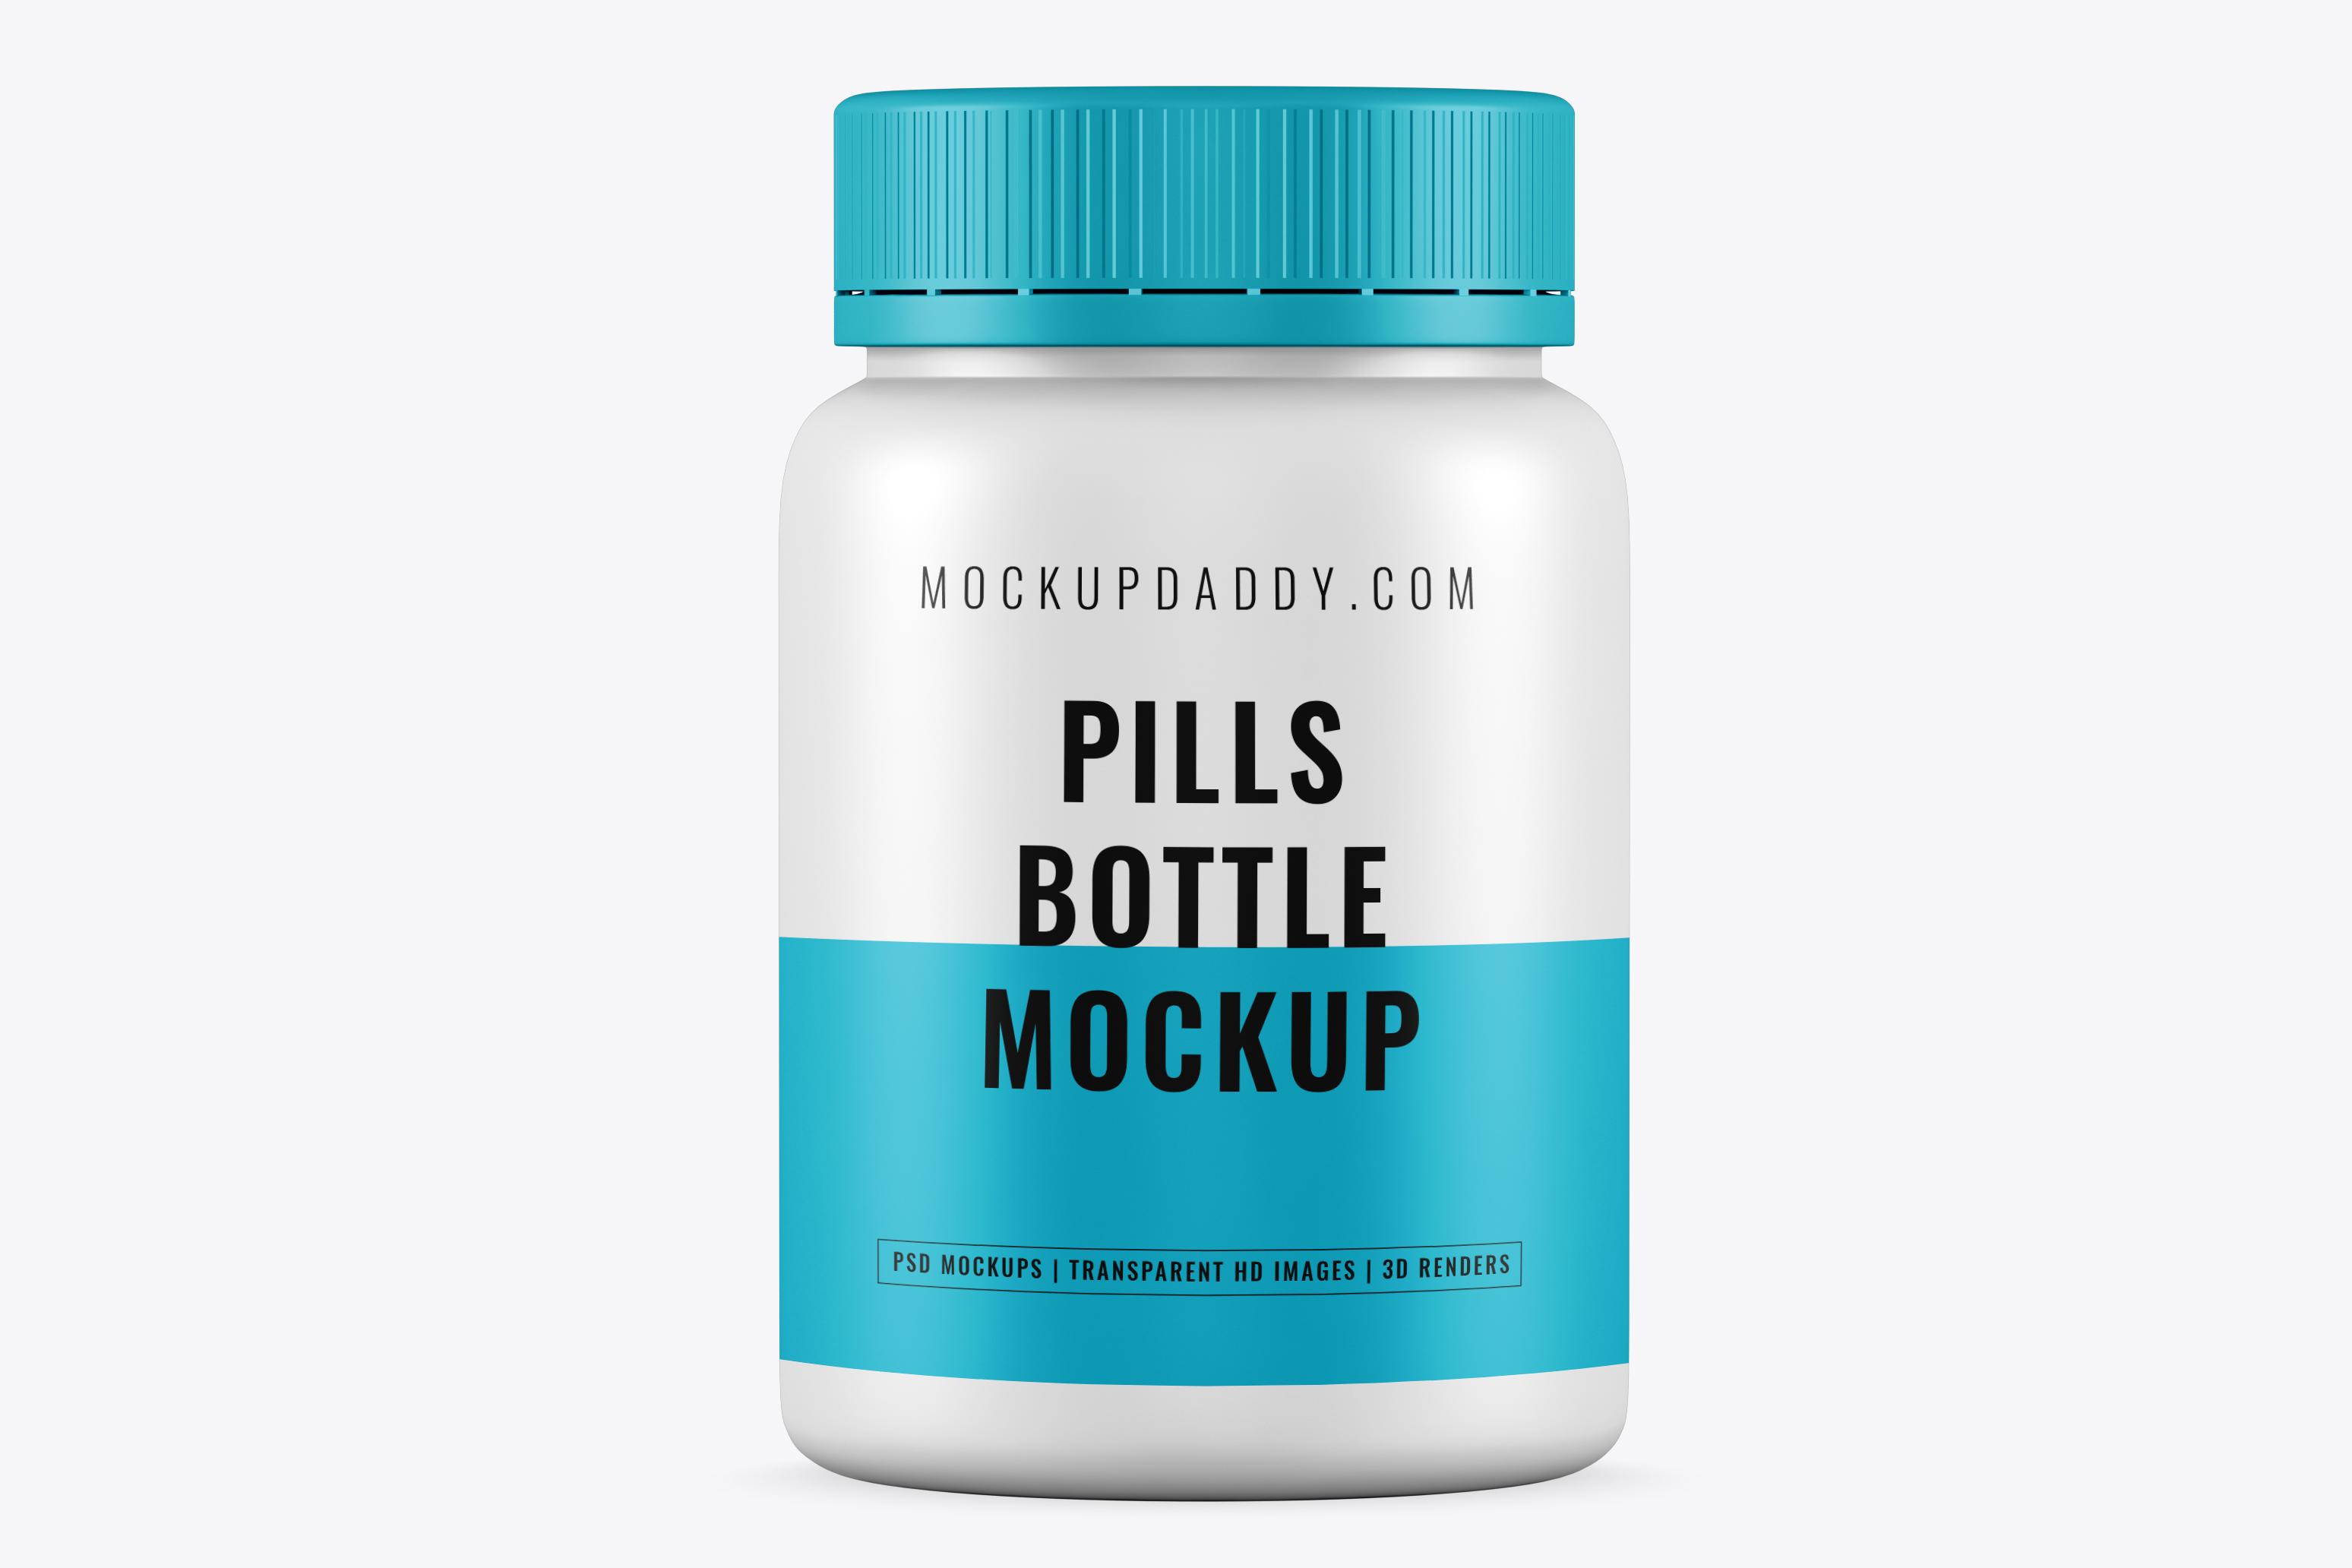 MOCKUPDADDY.COM
PILLS
BOTTLE
MOCKUP
PSD MOCKUPS | TRANSPARENT HD IMAGES | 3D RENDERS